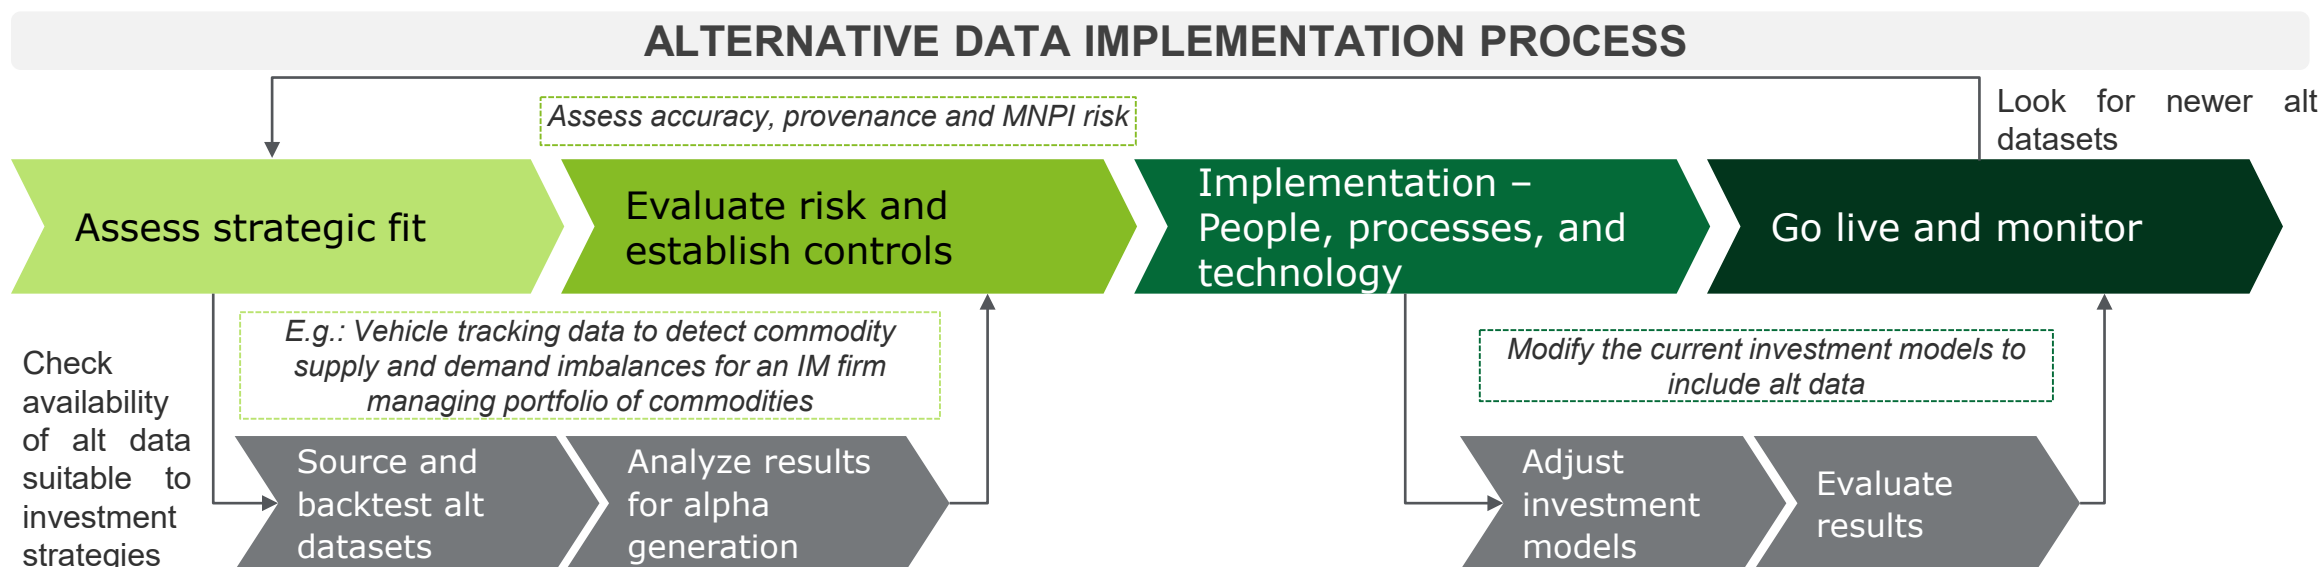 ALTERNATIVE DATA IMPLEMENTATION PROCESS
Assess accuracy, provenance and MNPI risk
Look for newer alt
datasets
Assess strategic fit
Evaluate risk and
establish controls
Implementation –
People, processes, and
technology
Go live and monitor
Check
availability
of alt data
suitable to
investment
strategies
E.g.: Vehicle tracking data to detect commodity
supply and demand imbalances for an IM firm
managing portfolio of commodities
Source and
backtest alt
datasets
Analyze results
for alpha
generation
Modify the current investment models to
include alt data
Adjust
investment
models
Evaluate
results